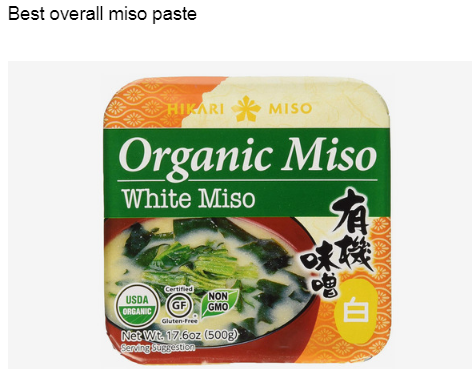 Best overall miso paste
HIKARI MISO
Organic Miso
White Miso
有機
味噌
白
USDA
ORGANIC
Certified
GF
Gluten-Free
NON
GMO
Net Wt. 17.6oz (500g)
Serving Suggestion